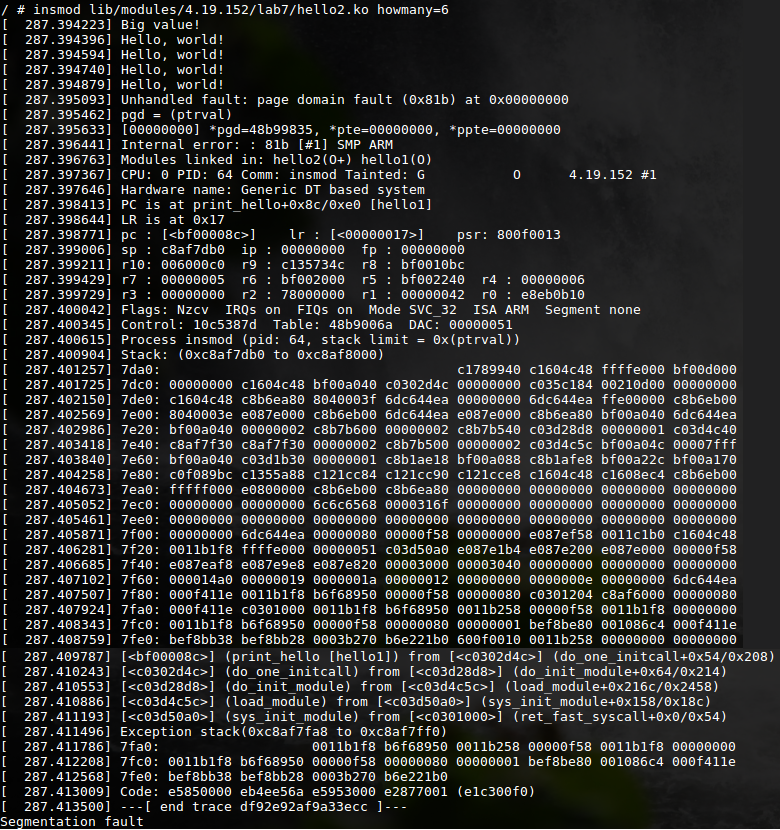 / # insmod lib/modules/4.19.152/lab7/hello2.ko howmany=6
[  287.394223] Big value!
[  287.394396] Hello, world!
[  287.394594] Hello, world!
[  287.394740] Hello, world!
[  287.394879] Hello, world!
[  287.395093] Unhandled fault: page domain fault (0x81b) at 0x00000000
[  287.395462] pgd = (ptrval)
[  287.395633] [00000000] *pgd=48b99835, *pte=00000000, *ppte=00000000
[  287.396441] Internal error: : 81b [#1] SMP ARM
[  287.396763] Modules linked in: hello2(O+) hello1(O)
[  287.397367] CPU: 0 PID: 64 Comm: insmod Tainted: G           O      4.19.152 #1
[  287.397646] Hardware name: Generic DT based system
[  287.398413] PC is at print_hello+0x8c/0xe0 [hello1]
[  287.398644] LR is at 0x17
[  287.398771] pc : [<bf00008c>]    lr : [<00000017>]    psr: 800f0013
[  287.399006] sp : c8af7db0  ip : 00000000  fp : 00000000
[  287.399211] r10: 006000c0  r9 : c135734c  r8 : bf0010bc
[  287.399429] r7 : 00000005  r6 : bf002000  r5 : bf002240  r4 : 00000006
[  287.399729] r3 : 00000000  r2 : 78000000  r1 : 00000042  r0 : e8eb0b10
[  287.400042] Flags: Nzcv  IRQs on  FIQs on  Mode SVC_32  ISA ARM  Segment none
[  287.400345] Control: 10c5387d  Table: 48b9006a  DAC: 00000051
[  287.400615] Process insmod (pid: 64, stack limit = 0x(ptrval))
[  287.400904] Stack: (0xc8af7db0 to 0xc8af8000)
[  287.401257] 7da0:                                     c1789940 c1604c48 ffffe000 bf00d000
[  287.401725] 7dc0: 00000000 c1604c48 bf00a040 c0302d4c 00000000 c035c184 00210d00 00000000
[  287.402150] 7de0: c1604c48 c8b6ea80 8040003f 6dc644ea 00000000 6dc644ea ffe00000 c8b6eb00
[  287.402569] 7e00: 8040003e e087e000 c8b6eb00 6dc644ea e087e000 c8b6ea80 bf00a040 6dc644ea
[  287.402986] 7e20: bf00a040 00000002 c8b7b600 00000002 c8b7b540 c03d28d8 00000001 c03d4c40
[  287.403418] 7e40: c8af7f30 c8af7f30 00000002 c8b7b500 00000002 c03d4c5c bf00a04c 00007fff
[  287.403840] 7e60: bf00a040 c03d1b30 00000001 c8b1ae18 bf00a088 c8b1afe8 bf00a22c bf00a170
[  287.404258] 7e80: c0f089bc c1355a88 c121cc84 c121cc90 c121cce8 c1604c48 c1608ec4 c8b6eb00
[  287.404673] 7ea0: fffff000 e0800000 c8b6eb00 c8b6ea80 00000000 00000000 00000000 00000000
[  287.405052] 7ec0: 00000000 00000000 6c6c6568 0000316f 00000000 00000000 00000000 00000000
[  287.405461] 7ee0: 00000000 00000000 00000000 00000000 00000000 00000000 00000000 00000000
[  287.405871] 7f00: 00000000 6dc644ea 00000080 00000f58 00000000 e087ef58 0011c1b0 c1604c48
[  287.406281] 7f20: 0011b1f8 ffffe000 00000051 c03d50a0 e087e1b4 e087e200 e087e000 00000f58
[  287.406685] 7f40: e087eaf8 e087e9e8 e087e820 00003000 00003040 00000000 00000000 00000000
[  287.407102] 7f60: 000014a0 00000019 0000001a 00000012 00000000 0000000e 00000000 6dc644ea
[  287.407507] 7f80: 000f411e 0011b1f8 b6f68950 00000f58 00000080 c0301204 c8af6000 00000080
[  287.407924] 7fa0: 000f411e c0301000 0011b1f8 b6f68950 0011b258 00000f58 0011b1f8 00000000
[  287.408343] 7fc0: 0011b1f8 b6f68950 00000f58 00000080 00000001 bef8be80 001086c4 000f411e
[  287.408759] 7fe0: bef8bb38 bef8bb28 0003b270 b6e221b0 600f0010 0011b258 00000000 00000000
[  287.409787] [<bf00008c>] (print_hello [hello1]) from [<c0302d4c>] (do_one_initcall+0x54/0x208)
[  287.410243] [<c0302d4c>] (do_one_initcall) from [<c03d28d8>] (do_init_module+0x64/0x214)
[  287.410553] [<c03d28d8>] (do_init_module) from [<c03d4c5c>] (load_module+0x216c/0x2458)
[  287.410886] [<c03d4c5c>] (load_module) from [<c03d50a0>] (sys_init_module+0x158/0x18c)
[  287.411193] [<c03d50a0>] (sys_init_module) from [<c0301000>] (ret_fast_syscall+0x0/0x54)
[  287.411496] Exception stack(0xc8af7fa8 to 0xc8af7ff0)
[  287.411786] 7fa0:                   0011b1f8 b6f68950 0011b258 00000f58 0011b1f8 00000000
[  287.412208] 7fc0: 0011b1f8 b6f68950 00000f58 00000080 00000001 bef8be80 001086c4 000f411e
[  287.412568] 7fe0: bef8bb38 bef8bb28 0003b270 b6e221b0
[  287.413009] Code: e5850000 eb4ee56a e5953000 e2877001 (e1c300f0)
[  287.413500] ---[ end trace df92e92af9a33ecc ]---
Segmentation fault